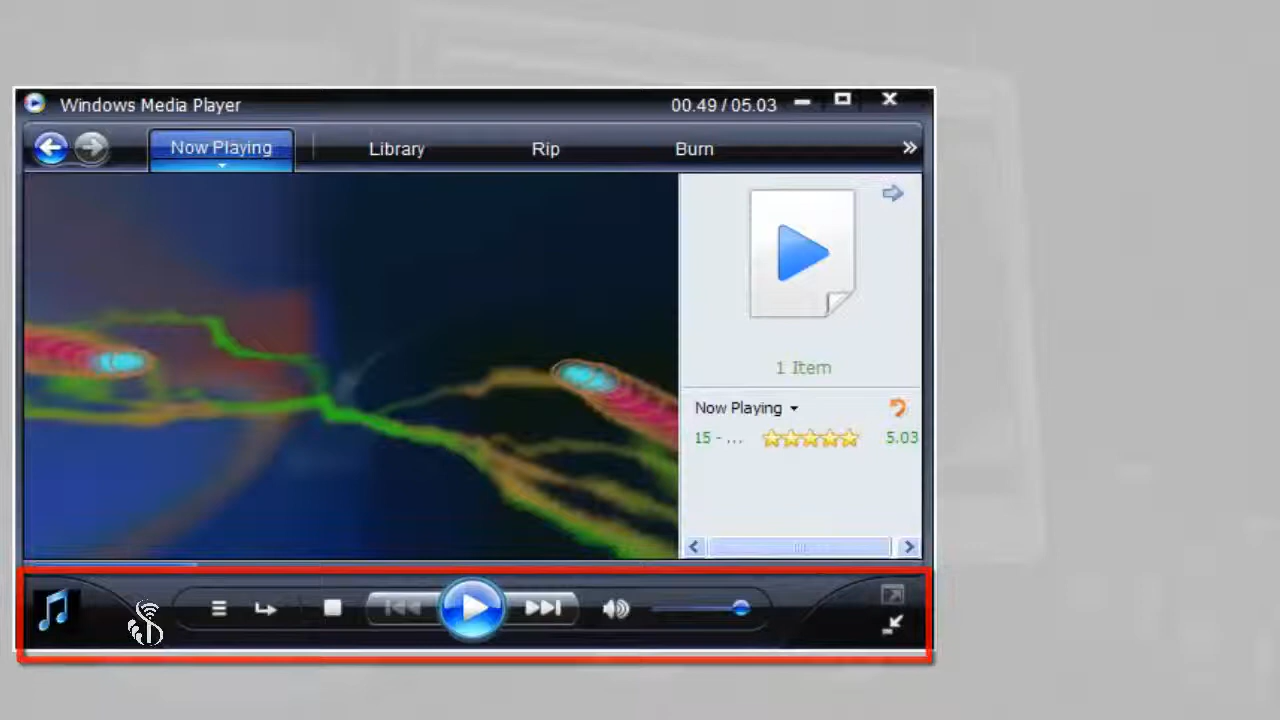 Windows Media Player 00.49 / 05.03
Now Playing Library Rip Burn »
1 Item
Now Playing
15 - ... 5.03